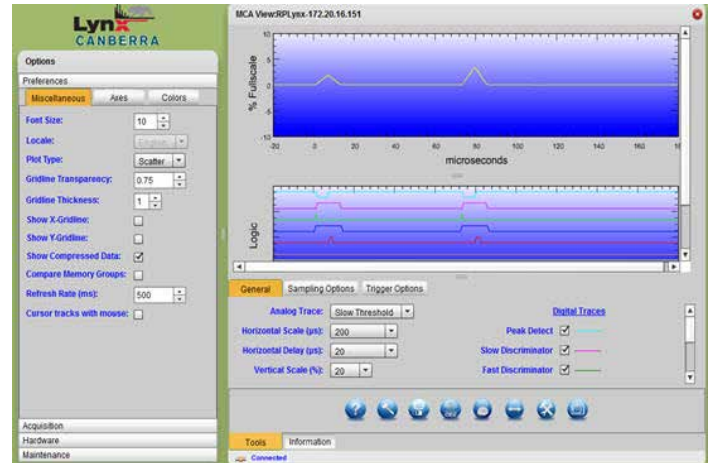 Lynx
CANBERRA
Options
Preferences
Miscellaneous Axes Colors
Font Size: 10
Locale: English
Plot Type: Scatter
Gridline Transparency: 0.75
Gridline Thickness: 1
Show X-Gridline:
Show Y-Gridline:
Show Compressed Data:
Compare Memory Groups:
Refresh Rate (ms): 500
Cursor tracks with mouse:
Acquisition
Hardware
Maintenance
MCA View:RPLynx-172.20.16.151
% Fullscale
10
5
0
-5
-10
-20 0 20 40 60 80 100 120 140 160 18
microseconds
Logic
General Sampling Options Trigger Options
Analog Trace: Slow Threshold
Digital Traces
Horizontal Scale (µs): 200
Peak Detect
Horizontal Delay (µs): 20
Slow Discriminator
Vertical Scale (%): 20
Fast Discriminator
Tools Information
Connected